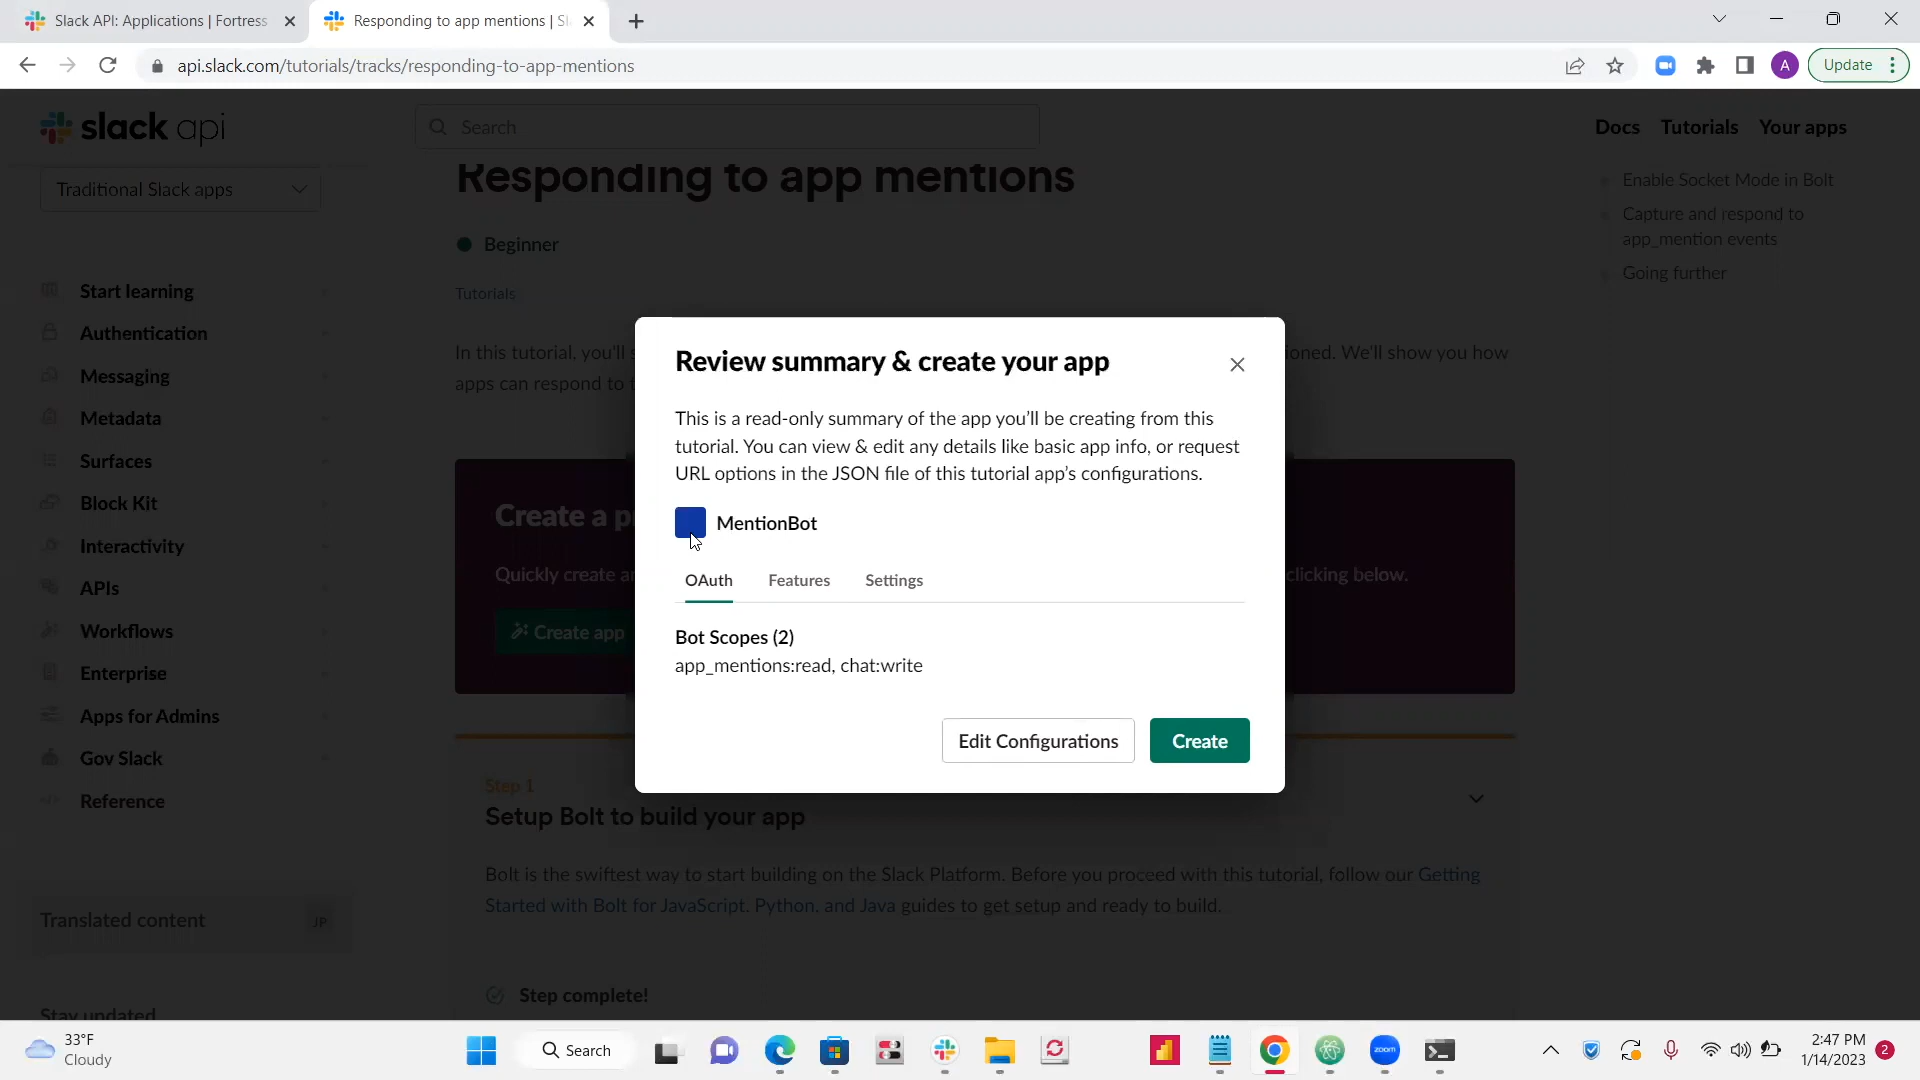 Slack API: Applications | Fortress
Responding to app mentions | Sl
api.slack.com/tutorials/tracks/responding-to-app-mentions
A
Update
slack api
Search
Docs
Tutorials
Your apps
Traditional Slack apps
Responding to app mentions
Enable Socket Mode in Bolt
Capture and respond to
app_mention events
Going further
Beginner
Tutorials
Start learning
Authentication
Messaging
Metadata
Surfaces
Block Kit
Interactivity
APIs
Workflows
Enterprise
Apps for Admins
Gov Slack
Reference
Translated content
JP
Stay updated
In this tutorial, you'll
ioned. We'll show you how
apps can respond to
Create a p
Quickly create a
clicking below.
Create app
Review summary & create your app
This is a read-only summary of the app you'll be creating from this
tutorial. You can view & edit any details like basic app info, or request
URL options in the JSON file of this tutorial app's configurations.
MentionBot
OAuth
Features
Settings
Bot Scopes (2)
app_mentions:read, chat:write
Edit Configurations
Create
Step 1
Setup Bolt to build your app
Bolt is the swiftest way to start building on the Slack Platform. Before you proceed with this tutorial, follow our Getting
Started with Bolt for JavaScript, Python, and Java guides to get setup and ready to build.
Step complete!
33°F
Cloudy
Search
zoom
2:47 PM
1/14/2023
2